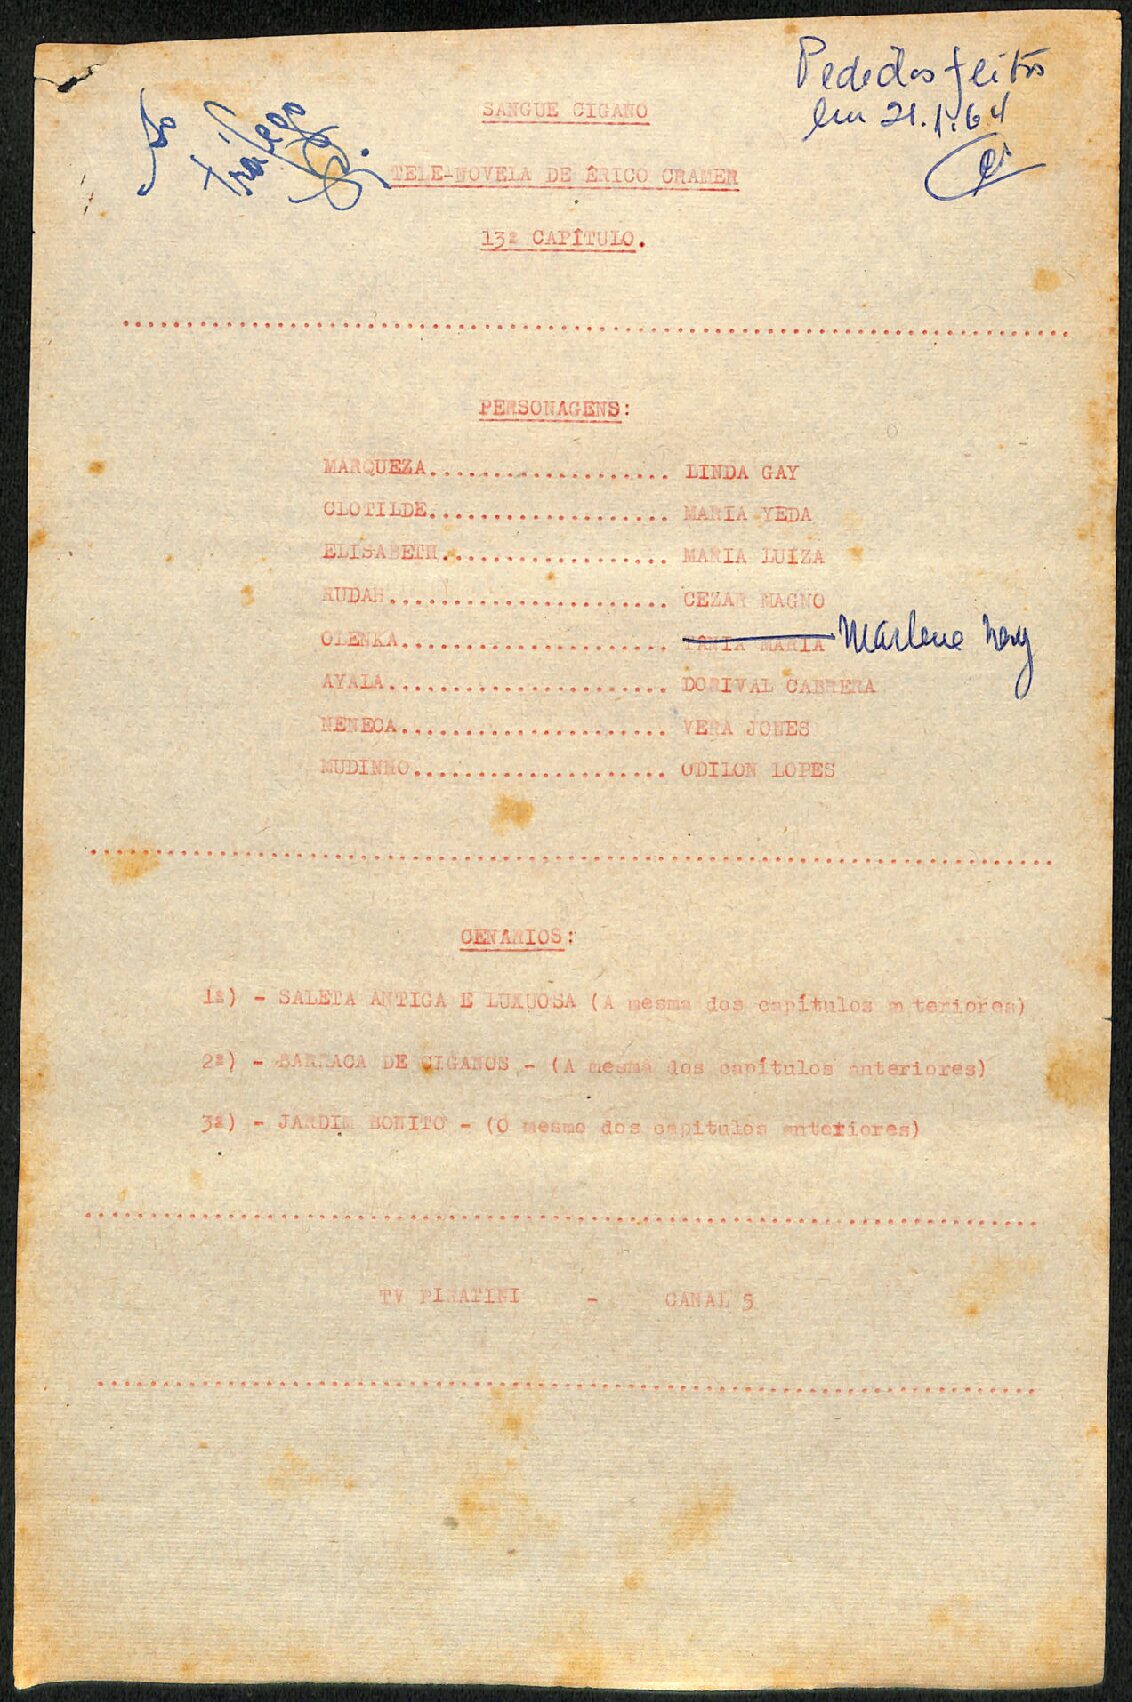 Pedidos feitos
em 21.1.64
Ao
Tráfego
SANGUE CIGANO
TELE-NOVELA DE ÉRICO CRAMER
13º CAPÍTULO.
PERSONAGENS:
MARQUEZA................... LINDA GAY
CLOTILDE................... MARIA YEDA
ELISABETH.................. MARIA LUIZA
RUDAH...................... CEZAR MAGNO
OLENKA..................... TANIA MARIA Marlene
AYALA...................... DORIVAL CABRERA
NENECA..................... VERA JONES
MUDINHO.................... ODILON LOPES
CENARIOS:
1º) - SALETA ANTIGA E LUXUOSA (A mesma dos capítulos anteriores)
2º) - BARRACA DE CIGANOS - (A mesma dos capítulos anteriores)
3º) - JARDIM BONITO - (O mesmo dos capitulos anteriores)
TV PIRATINI - CANAL 5